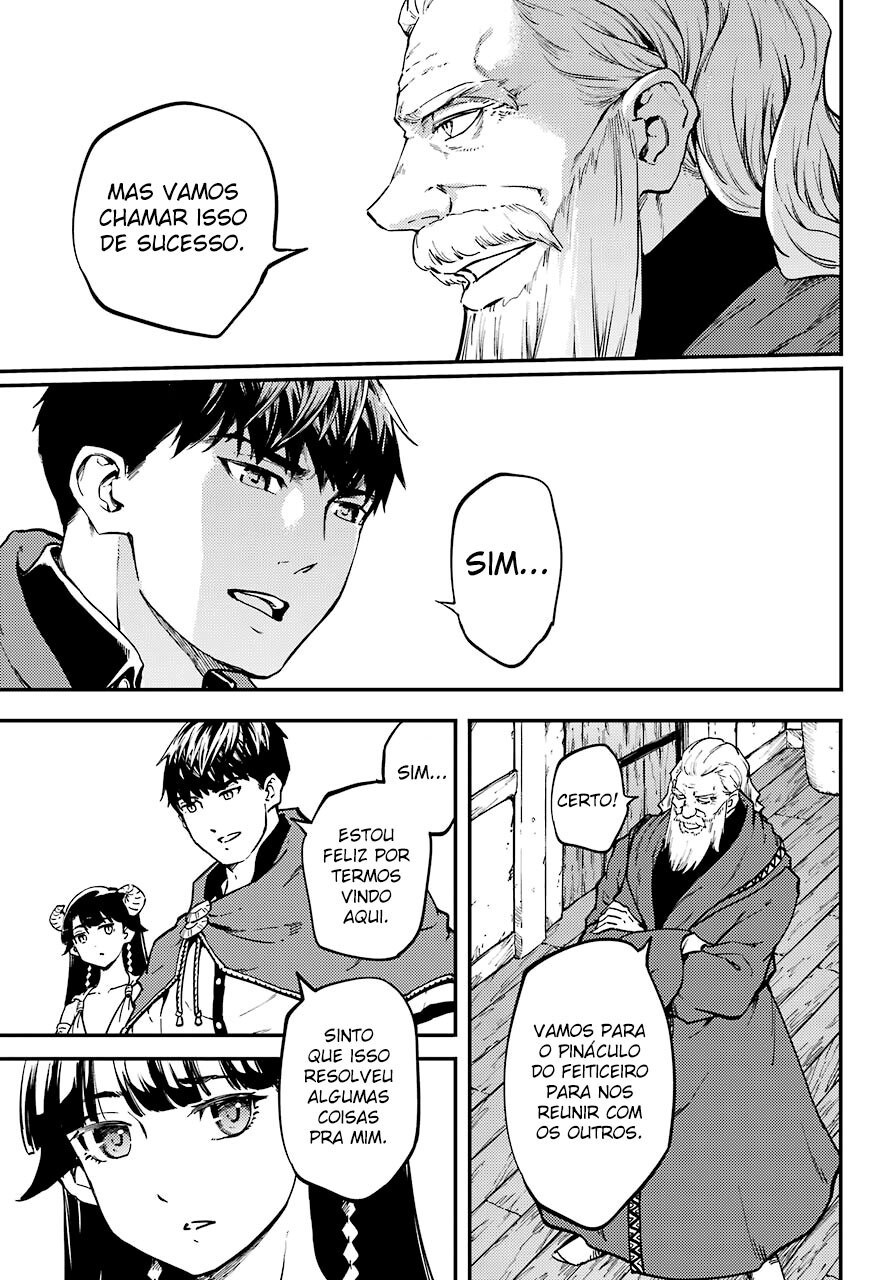 MAS VAMOS
CHAMAR ISSO
DE SUCESSO.
SIM...
CERTO!
VAMOS PARA
O PINÁCULO
DO FEITICEIRO
PARA NOS
REUNIR COM
OS OUTROS.
SIM...
ESTOU
FELIZ POR
TERMOS
VINDO
AQUI.
SINTO
QUE ISSO
RESOLVEU
ALGUMAS
COISAS
PRA MIM.